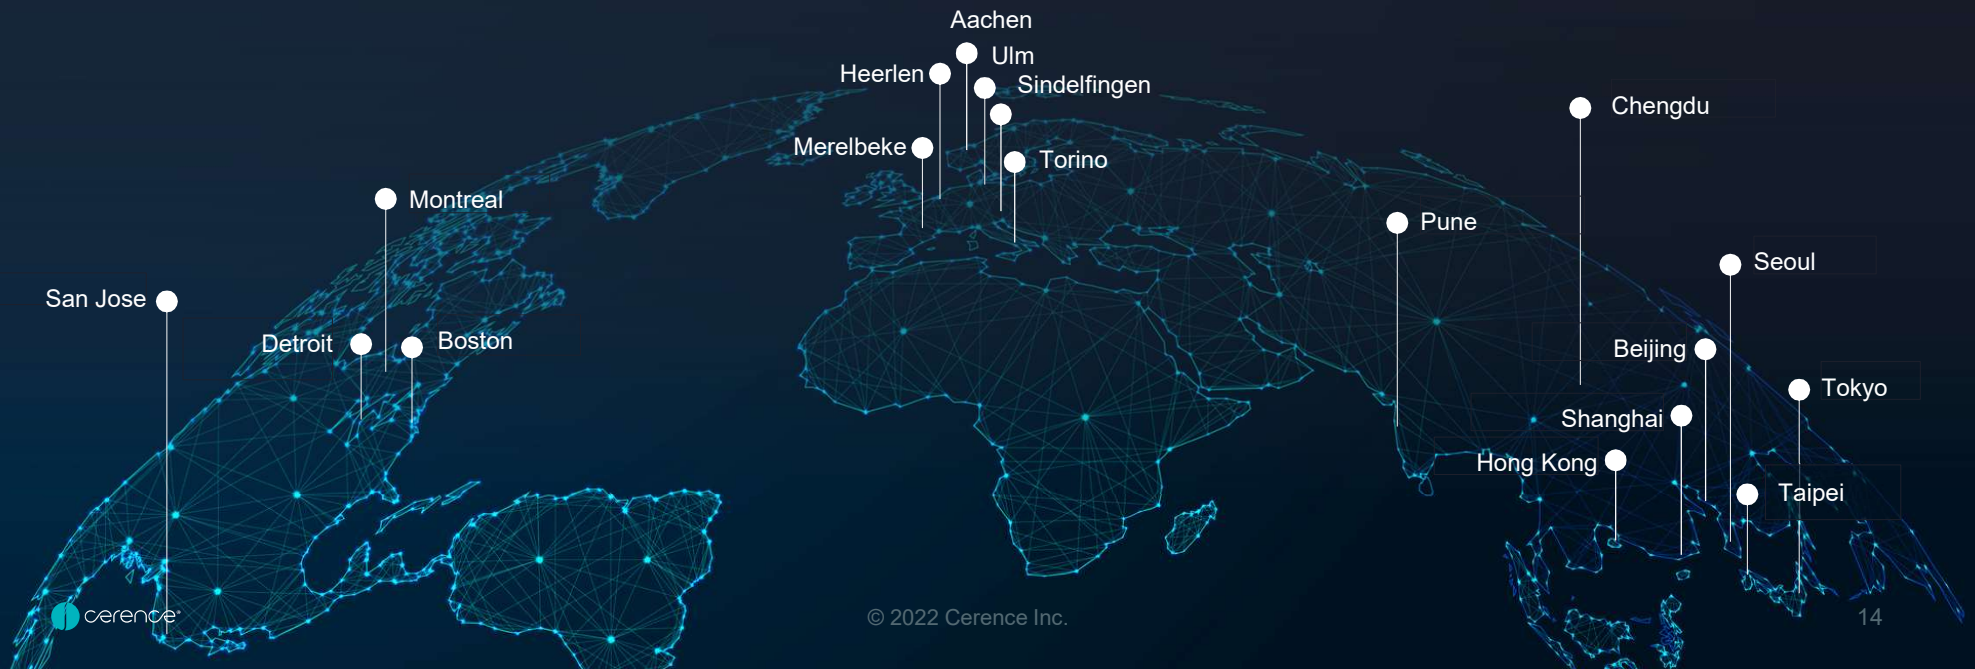 Aachen
Ulm
Heerlen
Sindelfingen
Chengdu
Merelbeke
Torino
Montreal
Pune
Seoul
San Jose
Detroit
Boston
Beijing
Tokyo
Shanghai
Hong Kong
Taipei
cerence
© 2022 Cerence Inc.
14